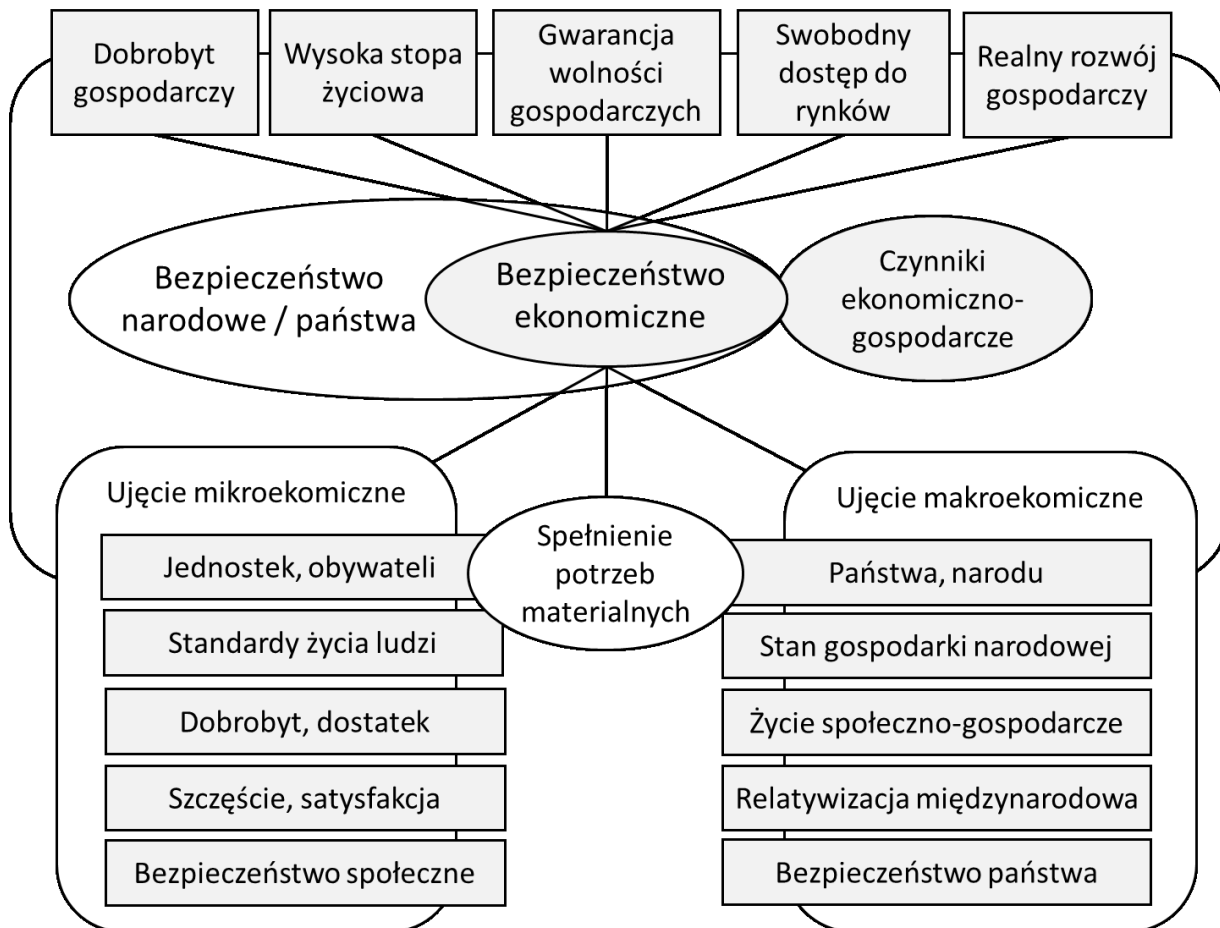 Dobrobyt
gospodarczy
Wysoka stopa
życiowa
Gwarancja
wolności
gospodarczych
Swobodny
dostęp do
rynków
Realny rozwój
gospodarczy
Bezpieczeństwo
narodowe / państwa
Bezpieczeństwo
ekonomiczne
Czynniki
ekonomiczno-
gospodarcze
Ujęcie mikroekomiczne
Jednostek, obywateli
Standardy życia ludzi
Dobrobyt, dostatek
Szczęście, satysfakcja
Bezpieczeństwo społeczne
Spełnienie
potrzeb
materialnych
Ujęcie makroekomiczne
Państwa, narodu
Stan gospodarki narodowej
Życie społeczno-gospodarcze
Relatywizacja międzynarodowa
Bezpieczeństwo państwa